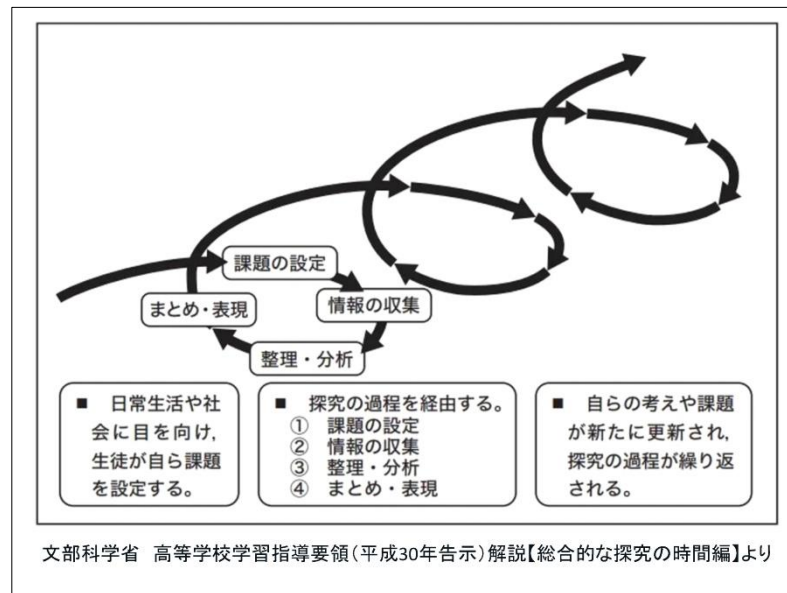 課題の設定
まとめ・表現
情報の収集
整理・分析
■ 日常生活や社
会に目を向け,
生徒が自ら課題
を設定する。
■ 探究の過程を経由する。
① 課題の設定
② 情報の収集
③ 整理・分析
④ まとめ・表現
■ 自らの考えや課題
が新たに更新され,
探究の過程が繰り返
される。
文部科学省 高等学校学習指導要領(平成30年告示)解説【総合的な探究の時間編】より